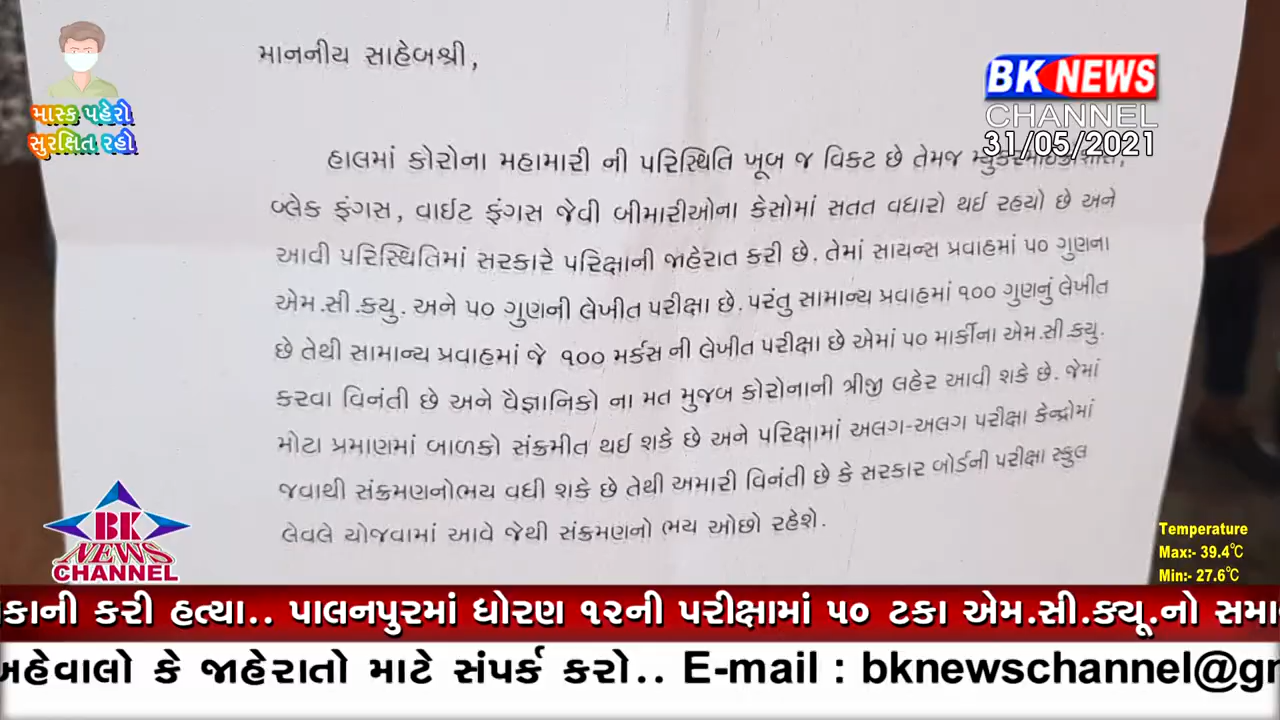 માનનીય સાહેબશ્રી,
માસ્ક પહેરો
સુરક્ષિત રહો
BK NEWS
CHANNEL
31/05/2021
હાલમાં કોરોના મહામારી ની પરિસ્થિતિ ખૂબ જ વિકટ છે તેમજ
બ્લેક ફંગસ, વાઈટ ફંગસ જેવી બીમારીઓના કેસોમાં સતત વધારો થઈ રહયો છે અને
આવી પરિસ્થિતિમાં સરકારે પરિક્ષાની જાહેરાત કરી છે. તેમાં સાયન્સ પ્રવાહમાં ૫૦ ગુણના
એમ.સી.ક્યુ. અને ૫૦ ગુણની લેખીત પરીક્ષા છે. પરંતુ સામાન્ય પ્રવાહમાં ૧૦૦ ગુણનું લેખીત
છે તેથી સામાન્ય પ્રવાહમાં જે ૧૦૦ મર્કસ ની લેખીત પરીક્ષા છે એમાં ૫૦ માર્કીના એમ.સી.ક્યુ.
કરવા વિનંતી છે અને વૈજ્ઞાનિકો ના મત મુજબ કોરોનાની ત્રીજી લહેર આવી શકે છે. જેમાં
મોટા પ્રમાણમાં બાળકો સંક્રમીત થઈ શકે છે અને પરિક્ષામાં અલગ-અલગ પરીક્ષા કેન્દ્રોમાં
જવાથી સંક્રમણનોભય વધી શકે છે તેથી અમારી વિનંતી છે કે સરકાર બોર્ડની પરીક્ષા સ્કુલ
લેવલે યોજવામાં આવે જેથી સંક્રમણનો ભય ઓછો રહેશે.
BK
NEWS
CHANNEL
Temperature
Max:- 39.4℃
Min:- 27.6℃
કાની કરી હત્યા.. પાલનપુરમાં ધોરણ ૧૨ની પરીક્ષામાં ૫૦ ટકા એમ.સી.ક્યૂ.નો સમા
અહેવાલો કે જાહેરાતો માટે સંપર્ક કરો.. E-mail : bknewschannel@gm